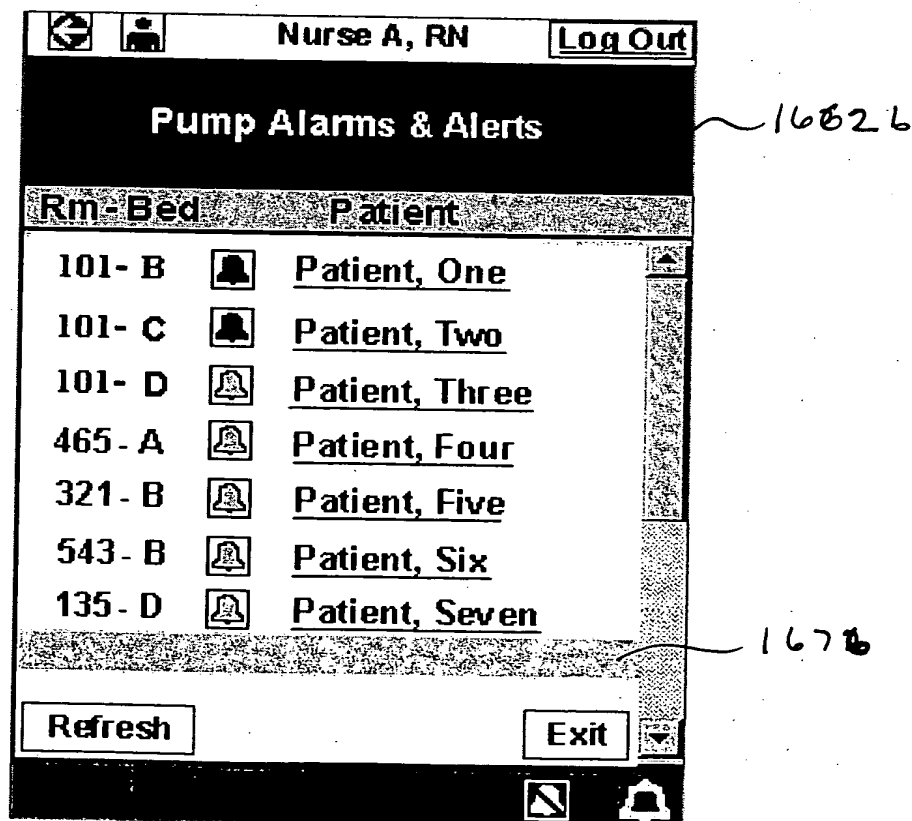 Nurse A, RN Log Out
Pump Alarms & Alerts
Rm-Bed Patient
101- B Patient, One
101- C Patient, Two
101- D Patient, Three
465- A Patient, Four
321- B Patient, Five
543- B Patient, Six
135- D Patient, Seven
Refresh Exit